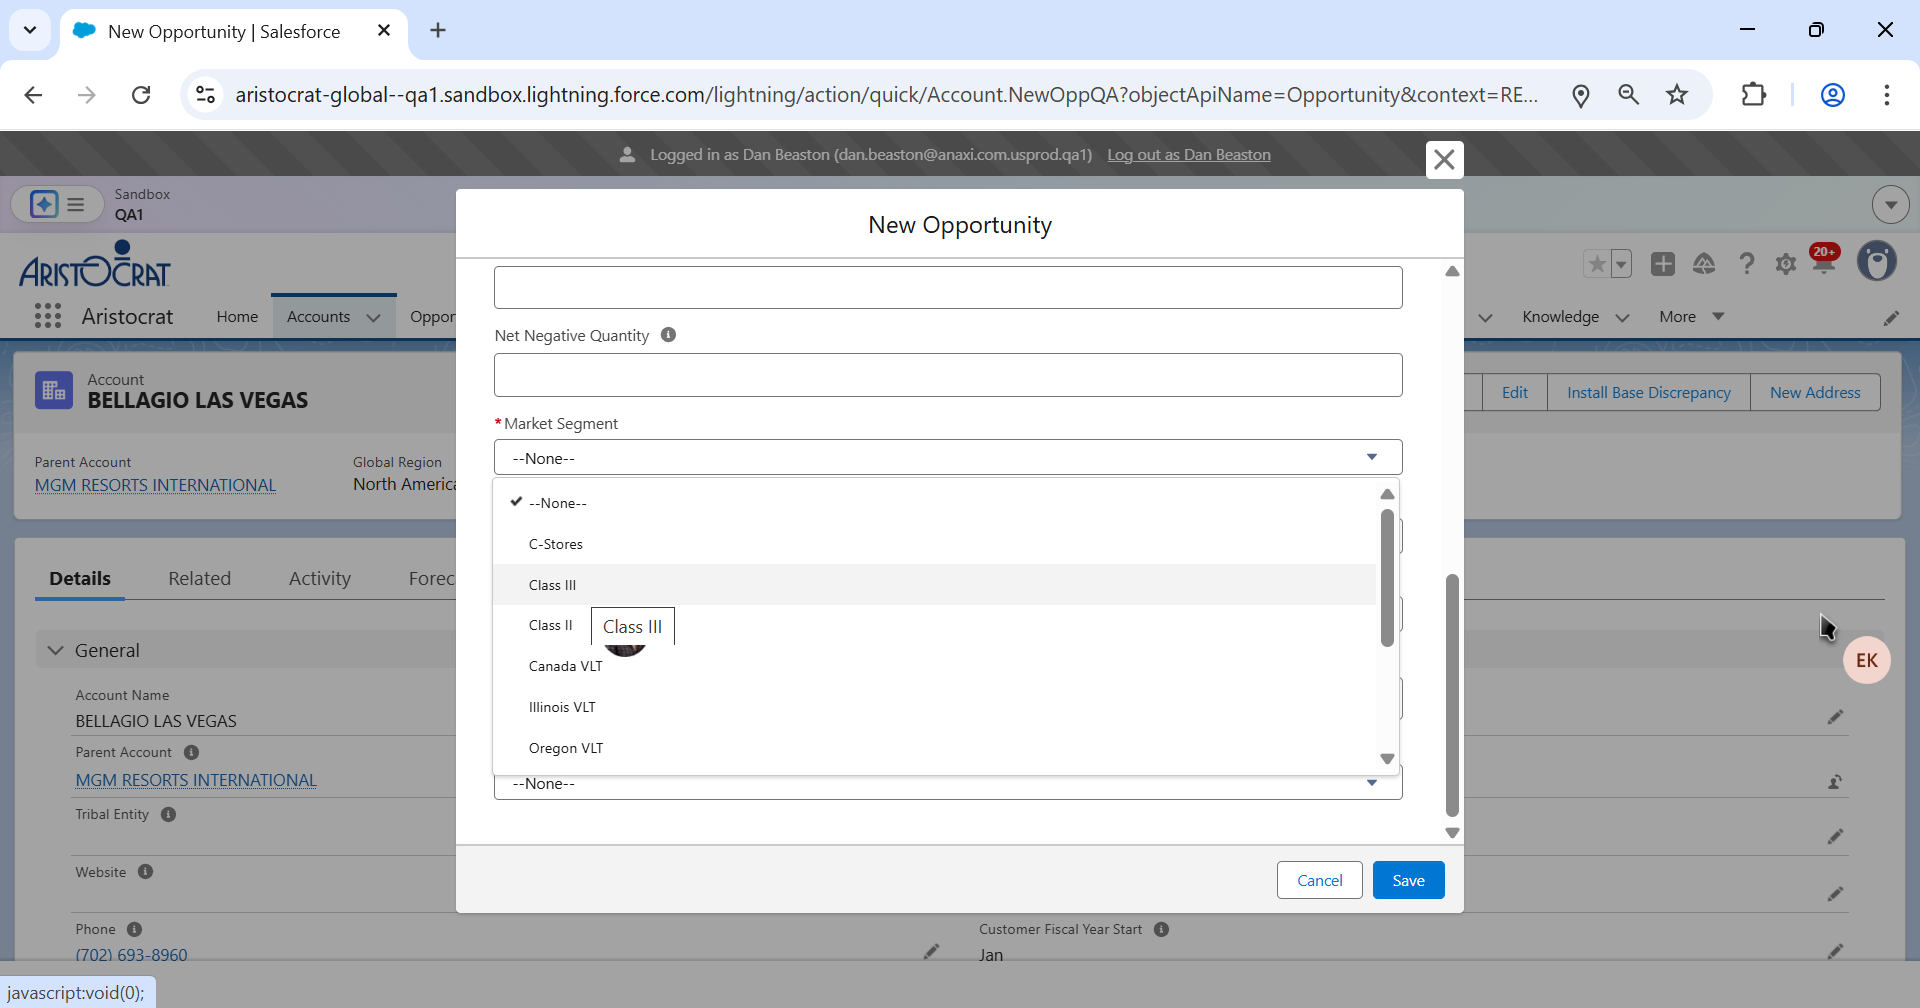 New Opportunity | Salesforce
aristocrat-global--qa1.sandbox.lightning.force.com/lightning/action/quick/Account.NewOppQA?objectApiName=Opportunity&context=RE...
Logged in as Dan Beaston (dan.beaston@anaxi.com.usprod.qa1) Log out as Dan Beaston
Sandbox
QA1
New Opportunity
ARISTOCRAT
20+
Aristocrat
Home
Accounts
Oppor
Knowledge
More
Net Negative Quantity
Account
BELLAGIO LAS VEGAS
Edit
Install Base Discrepancy
New Address
*Market Segment
--None--
Parent Account
MGM RESORTS INTERNATIONAL
Global Region
North America
--None--
C-Stores
Class III
Class II
Class III
Canada VLT
Illinois VLT
Oregon VLT
--None--
Details
Related
Activity
Forec
General
EK
Account Name
BELLAGIO LAS VEGAS
Parent Account
MGM RESORTS INTERNATIONAL
Tribal Entity
Website
Cancel
Save
Phone
(702) 693-8960
Customer Fiscal Year Start
Jan
javascript:void(0);